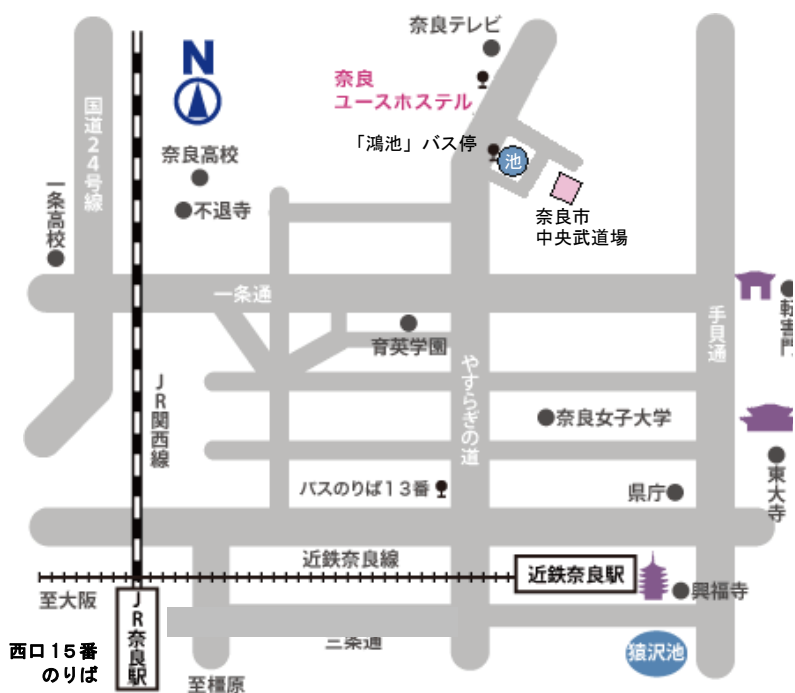 奈良テレビ
N
奈良
ユースホステル
国道24号線
「鴻池」バス停
池
奈良高校
一条高校
不退寺
奈良市
中央武道場
一条通
転害門
手貝通
育英学園
やすらぎの道
JR関西線
奈良女子大学
バスのりば13番
県庁
東大寺
近鉄奈良線
近鉄奈良駅
興福寺
至大阪
JR奈良駅
三条通
西口15番
のりば
猿沢池
至橿原